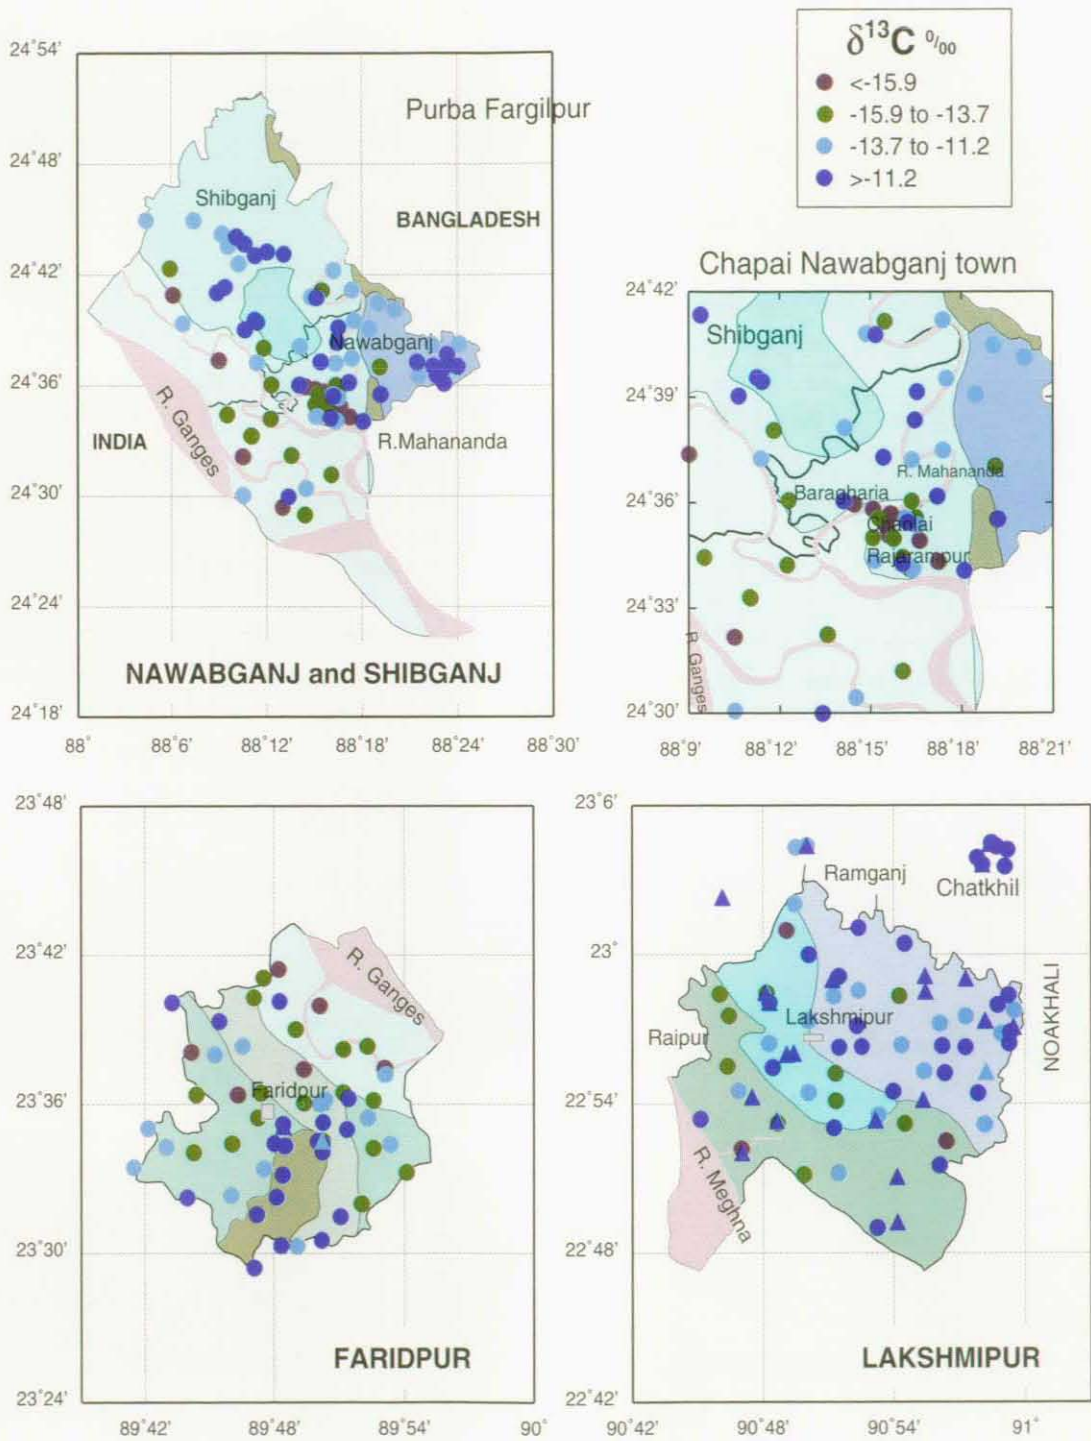 δ13C 0/00
<-15.9
-15.9 to -13.7
-13.7 to -11.2
>-11.2
24°54'
24°48'
24°42'
24°36'
24°30'
24°24'
24°18'
Purba Fargilpur
Shibganj
BANGLADESH
Nawabganj
R. Ganges
INDIA
R.Mahananda
NAWABGANJ and SHIBGANJ
88°
88°6'
88°12'
88°18'
88°24'
88°30'
Chapai Nawabganj town
24°42'
24°39'
24°36'
24°33'
24°30'
Shibganj
R. Mahananda
Baragharia
Chanlai
Rajarampur
R. Ganges
88°9'
88°12'
88°15'
88°18'
88°21'
23°48'
23°42'
23°36'
23°30'
23°24'
R. Ganges
Faridpur
FARIDPUR
89°42'
89°48'
89°54'
90°
23°6'
23°
22°54'
22°48'
22°42'
Ramganj
Chatkhil
Lakshmipur
Raipur
NOAKHALI
R. Meghna
LAKSHMIPUR
90°42'
90°48'
90°54'
91°